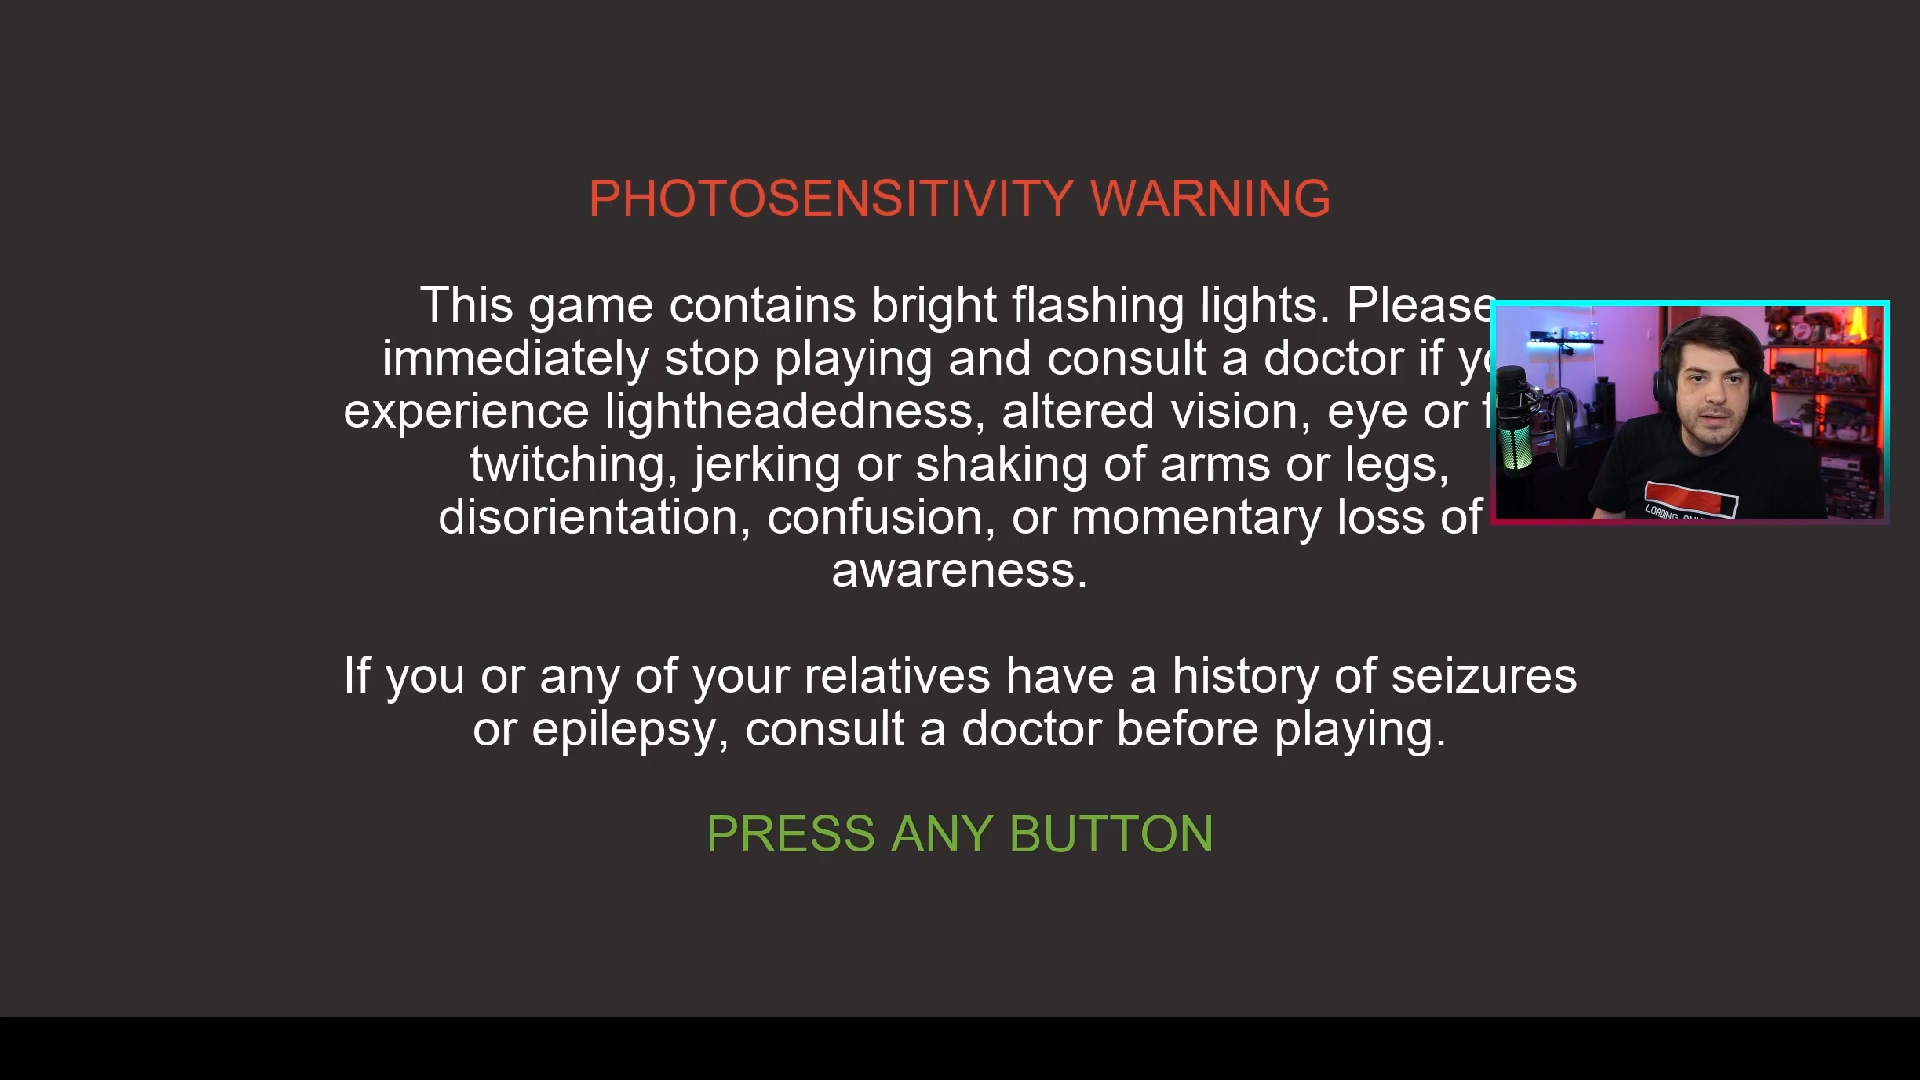 PHOTOSENSITIVITY WARNING
This game contains bright flashing lights. Please
immediately stop playing and consult a doctor if
experience lightheadedness, altered vision, eye or
twitching, jerking or shaking of arms or legs,
disorientation, confusion, or momentary loss of
awareness.
If you or any of your relatives have a history of seizures
or epilepsy, consult a doctor before playing.
PRESS ANY BUTTON
LOADING